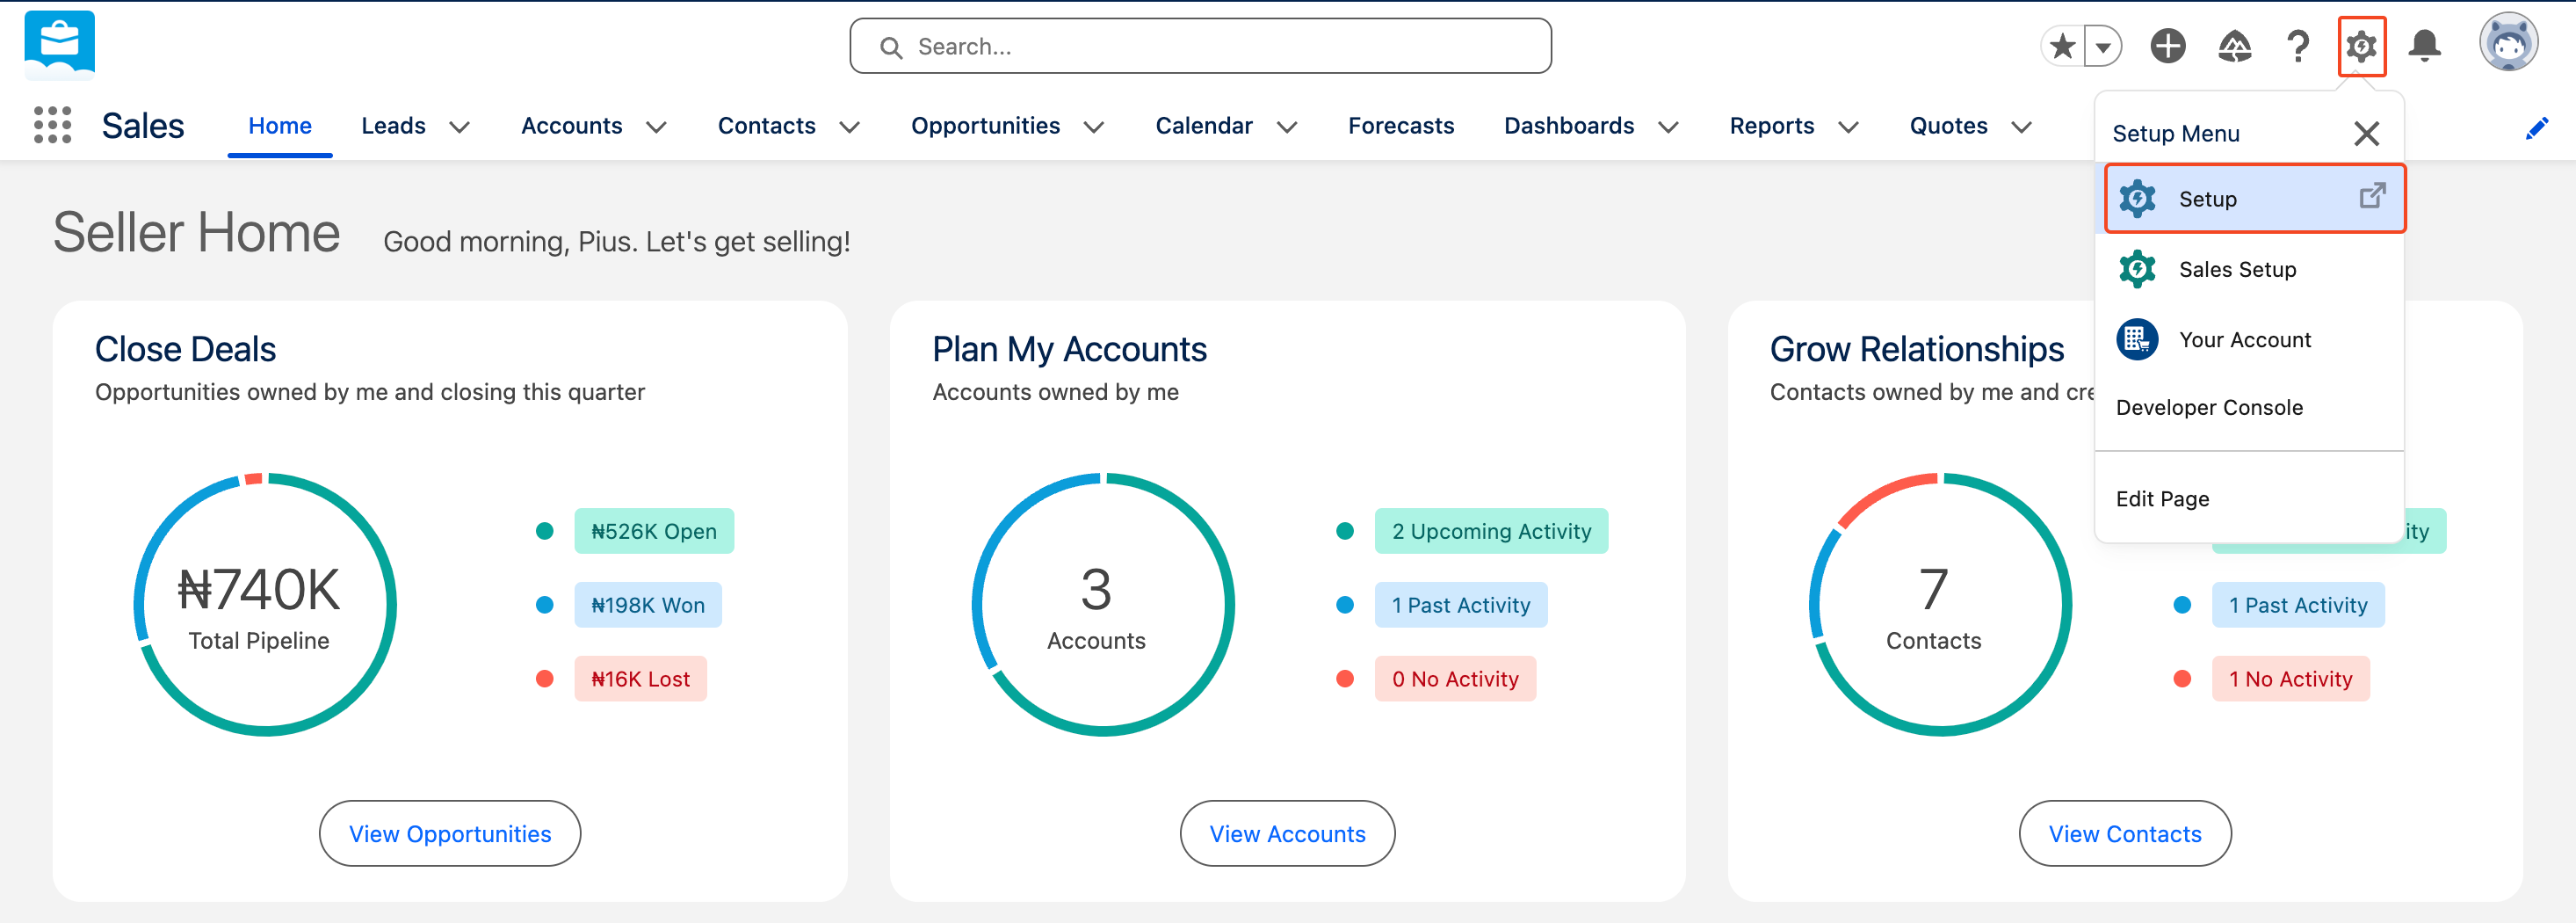 Search...
Sales
Home
Leads
Accounts
Contacts
Opportunities
Calendar
Forecasts
Dashboards
Reports
Quotes
Setup Menu
Setup
Sales Setup
Your Account
Developer Console
Edit Page
Seller Home
Good morning, Pius. Let's get selling!
Close Deals
Opportunities owned by me and closing this quarter
₦740K
Total Pipeline
₦526K Open
₦198K Won
₦16K Lost
View Opportunities
Plan My Accounts
Accounts owned by me
3
Accounts
2 Upcoming Activity
1 Past Activity
0 No Activity
View Accounts
Grow Relationships
Contacts owned by me and
7
Contacts
1 Past Activity
1 No Activity
View Contacts